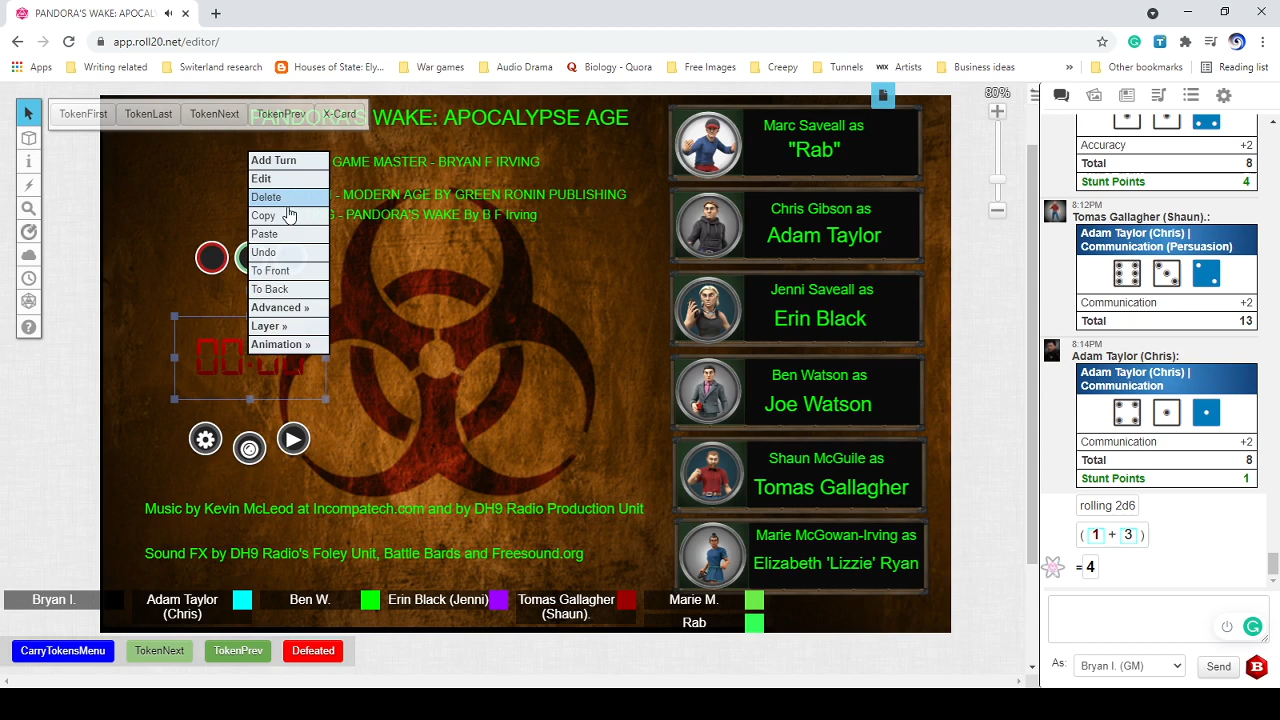 PANDORA'S WAKE: APOCAL
app.roll20.net/editor/
Apps
Writing related
Switerland research
Houses of State: Ely...
War games
Audio Drama
Biology - Quora
Free Images
Creepy
Tunnels
WIX Artists
Business ideas
»
Other bookmarks
Reading list
TokenFirst
TokenLast
TokenNext
TokenPrev
X-Card
WAKE: APOCALYPSE AGE
GAME MASTER - BRYAN F IRVING
- MODERN AGE BY GREEN RONIN PUBLISHING
- PANDORA'S WAKE By B F Irving
Add Turn
Edit
Delete
Copy
Paste
Undo
To Front
To Back
Advanced »
Layer »
Animation »
00:00
Music by Kevin McLeod at Incompatech.com and by DH9 Radio Production Unit
Sound FX by DH9 Radio's Foley Unit, Battle Bards and Freesound.org
Marc Saveall as
"Rab"
Chris Gibson as
Adam Taylor
Jenni Saveall as
Erin Black
Ben Watson as
Joe Watson
Shaun McGuile as
Tomas Gallagher
Marie McGowan-Irving as
Elizabeth 'Lizzie' Ryan
Bryan I.
Adam Taylor
(Chris)
Ben W.
Erin Black (Jenni)
Tomas Gallagher
(Shaun).
Marie M.
Rab
CarryTokensMenu
TokenNext
TokenPrev
Defeated
80%
Accuracy +2
Total 8
Stunt Points 4
8:12PM
Tomas Gallagher (Shaun).:
Adam Taylor (Chris) |
Communication (Persuasion)
Communication +2
Total 13
8:14PM
Adam Taylor (Chris):
Adam Taylor (Chris) |
Communication
Communication +2
Total 8
Stunt Points 1
rolling 2d6
( 1 + 3 )
= 4
As: Bryan I. (GM)
Send